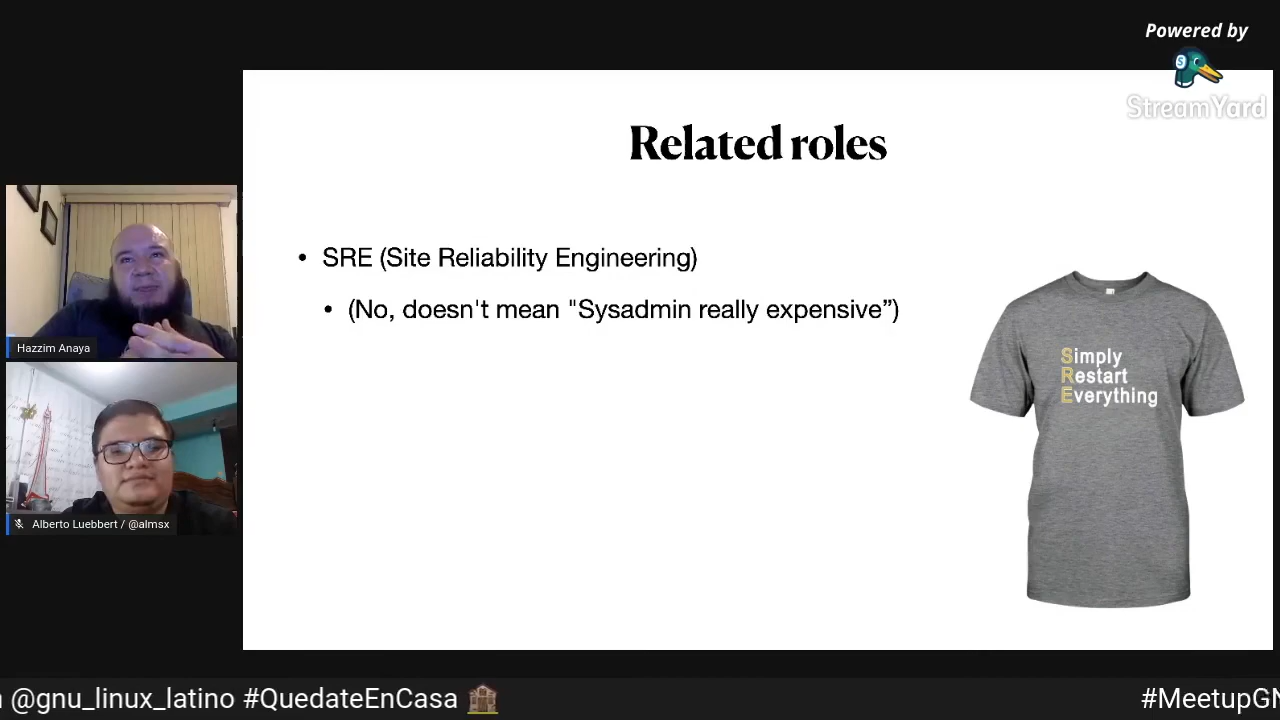 Powered by
StreamYard
Related roles
• SRE (Site Reliability Engineering)
• (No, doesn't mean "Sysadmin really expensive”)
Simply
Restart
Everything
Hazzim Anaya
Alberto Luebbert / @almsx
@gnu_linux_latino #QuedateEnCasa
#MeetupGN